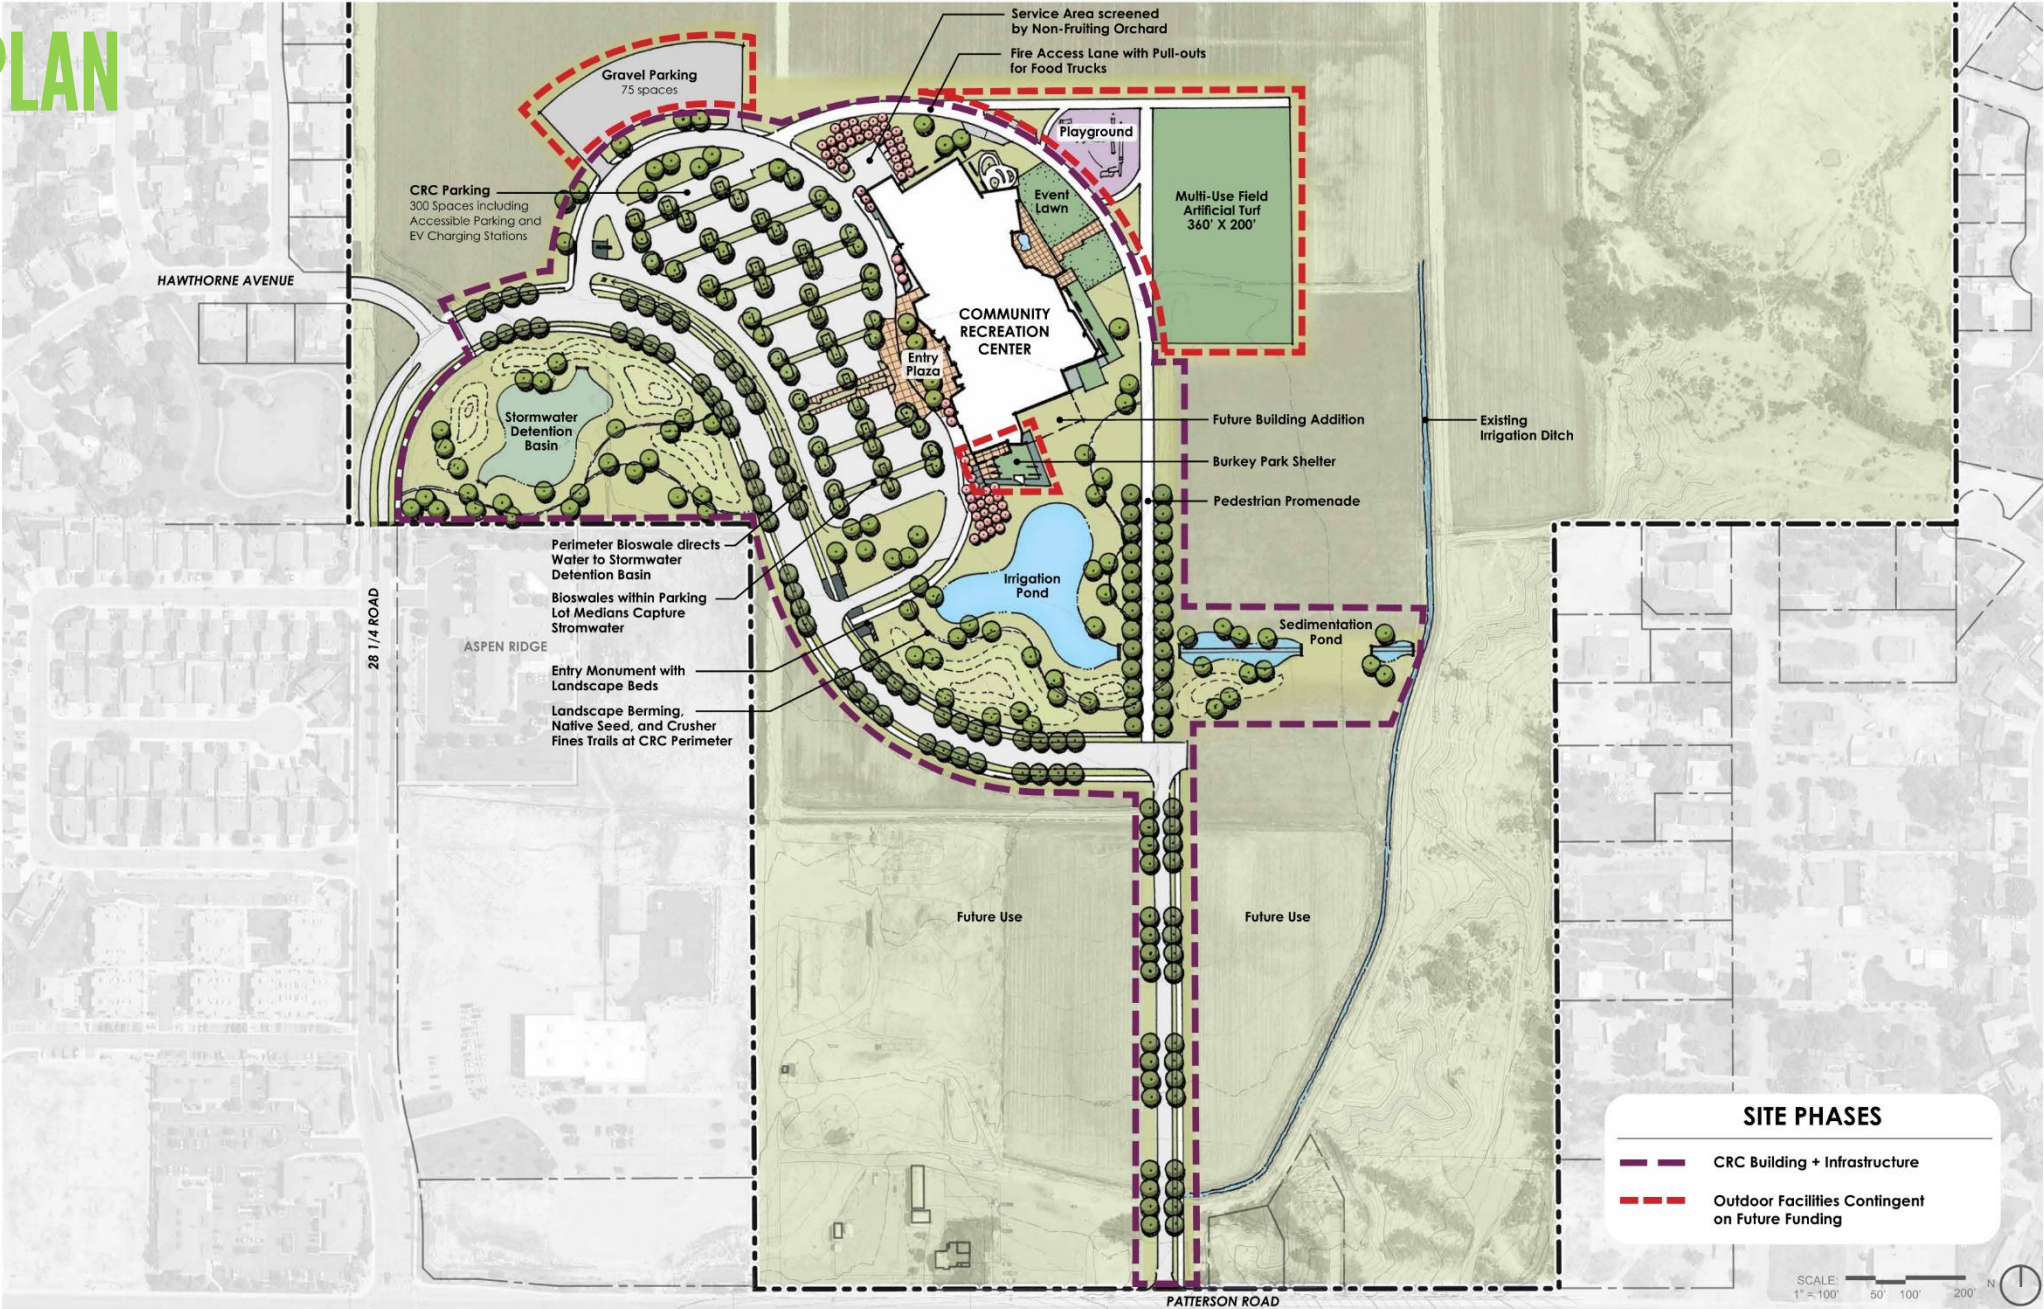 PLAN
Service Area screened
by Non-Fruiting Orchard
Fire Access Lane with Pull-outs
for Food Trucks
Gravel Parking
75 spaces
Playground
CRC Parking
300 Spaces including
Accessible Parking and
EV Charging Stations
Event
Lawn
Multi-Use Field
Artificial Turf
360' X 200'
HAWTHORNE AVENUE
COMMUNITY
RECREATION
CENTER
Entry
Plaza
Stormwater
Detention
Basin
Future Building Addition
Existing
Irrigation Ditch
Burkey Park Shelter
Pedestrian Promenade
Perimeter Bioswale directs
Water to Stormwater
Detention Basin
Bioswales within Parking
Lot Medians Capture
Stromwater
Irrigation
Pond
Sedimentation
Pond
28 1/4 ROAD
ASPEN RIDGE
Entry Monument with
Landscape Beds
Landscape Berming,
Native Seed, and Crusher
Fines Trails at CRC Perimeter
Future Use
Future Use
SITE PHASES
CRC Building + Infrastructure
Outdoor Facilities Contingent
on Future Funding
SCALE:
1" = 100'
50' 100' 200'
N
PATTERSON ROAD